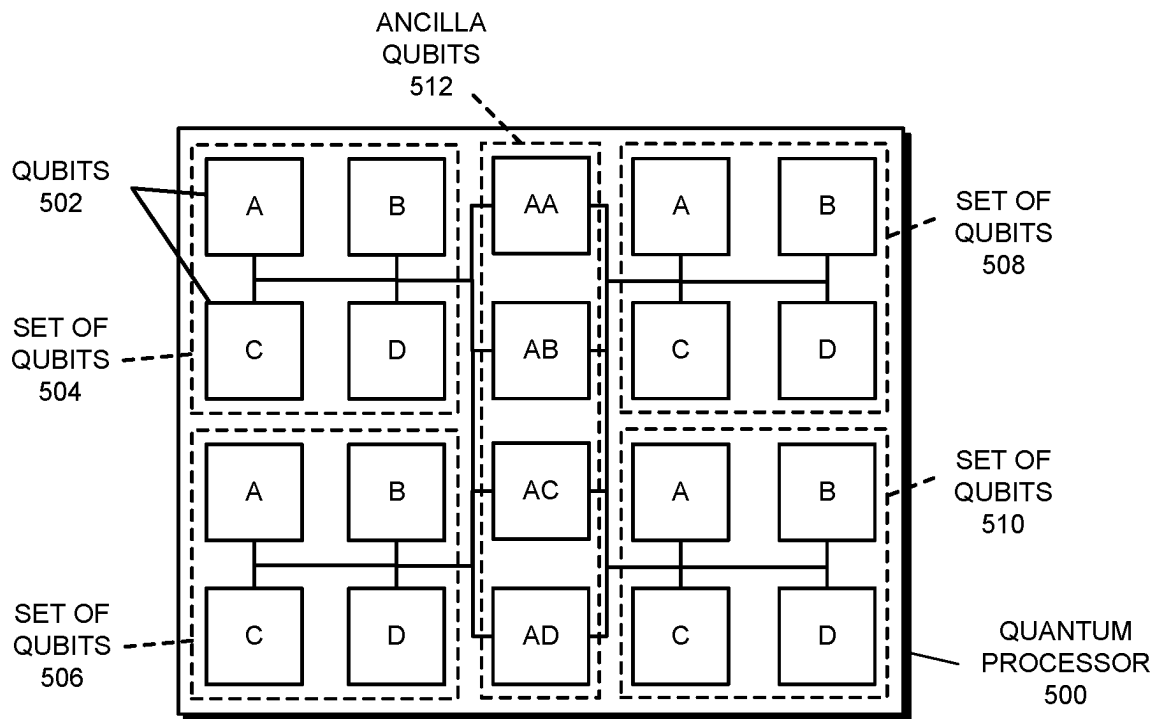 ANCILLA
QUBITS
512
QUBITS
502
A
B
AA
A
B
SET OF
QUBITS
508
SET OF
QUBITS
504
C
D
AB
C
D
A
B
AC
A
B
SET OF
QUBITS
510
SET OF
QUBITS
506
C
D
AD
C
D
QUANTUM
PROCESSOR
500